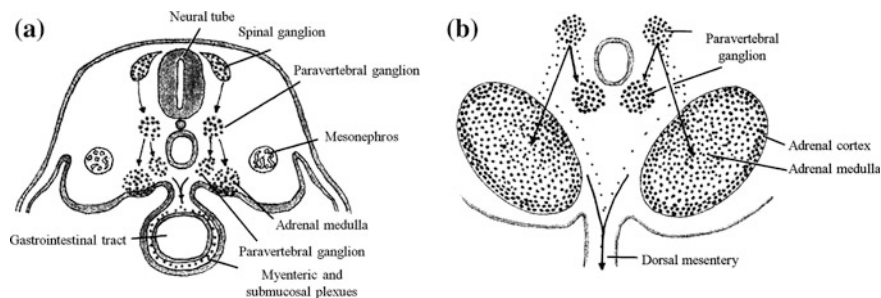 (a)
Neural tube
Spinal ganglion
Paravertebral ganglion
Mesonephros
Adrenal medulla
Gastrointestinal tract
Paravertebral ganglion
Myenteric and
submucosal plexues
(b)
Paravertebral
ganglion
Adrenal cortex
Adrenal medulla
Dorsal mesentery